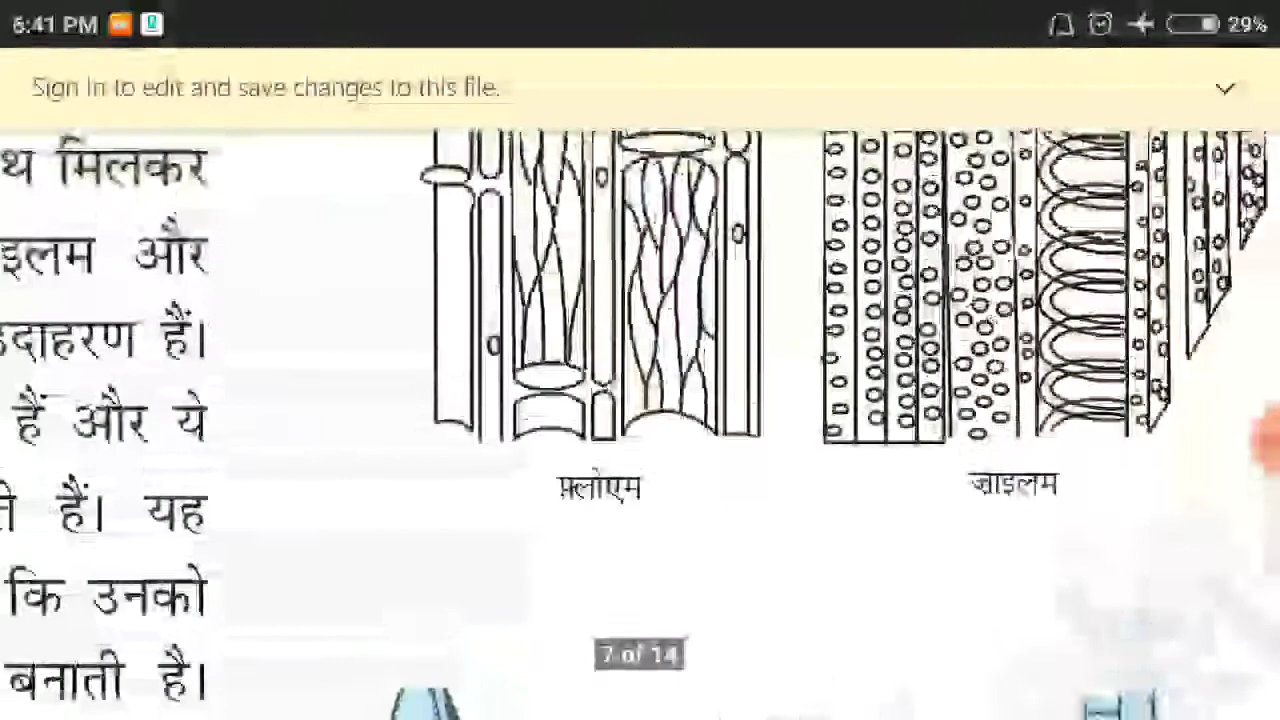 6:41 PM
29%
Sign in to edit and save changes to this file.
थ मिलकर
इलम और
उदाहरण हैं।
हैं और ये
ती हैं। यह
कि उनको
बनाती है।
फ़्लोएम
ज़ाइलम
7 of 14